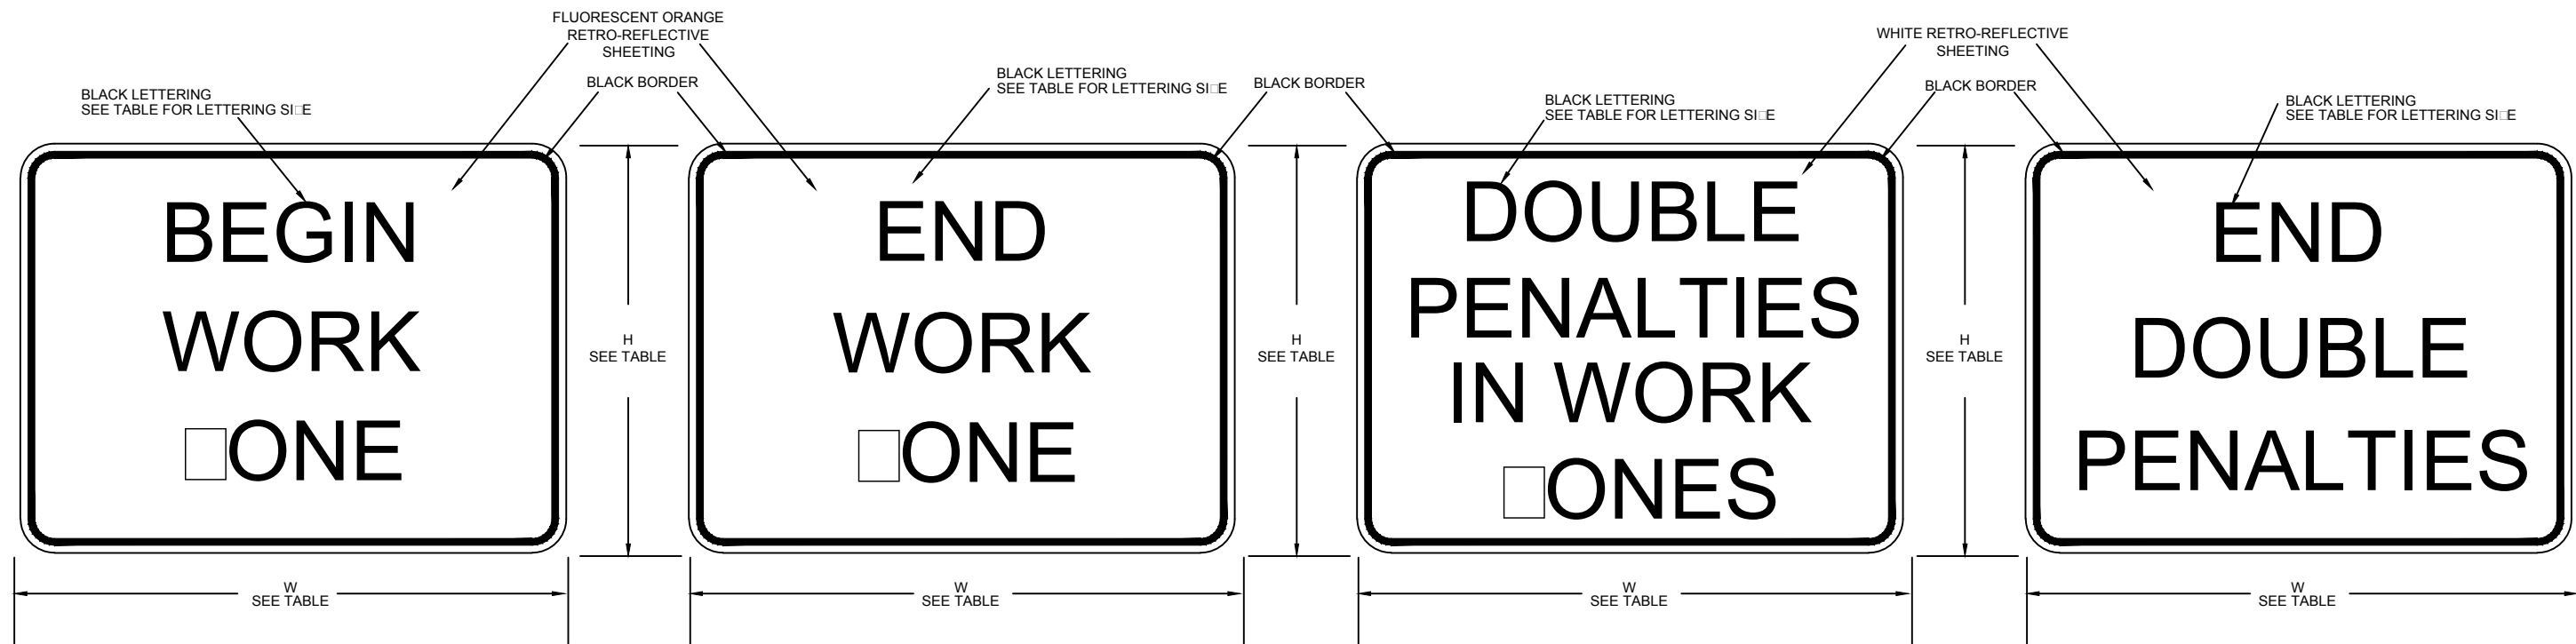 FLUORESCENT ORANGE
RETRO-REFLECTIVE
SHEETING
BLACK BORDER
BLACK LETTERING
SEE TABLE FOR LETTERING SI□E
BLACK LETTERING
SEE TABLE FOR LETTERING SI□E
BLACK BORDER
WHITE RETRO-REFLECTIVE
SHEETING
BLACK BORDER
BLACK LETTERING
SEE TABLE FOR LETTERING SI□E
BLACK LETTERING
SEE TABLE FOR LETTERING SI□E
BEGIN
WORK
□ONE
H
SEE TABLE
END
WORK
□ONE
H
SEE TABLE
DOUBLE
PENALTIES
IN WORK
□ONES
H
SEE TABLE
END
DOUBLE
PENALTIES
W
SEE TABLE
W
SEE TABLE
W
SEE TABLE
W
SEE TABLE